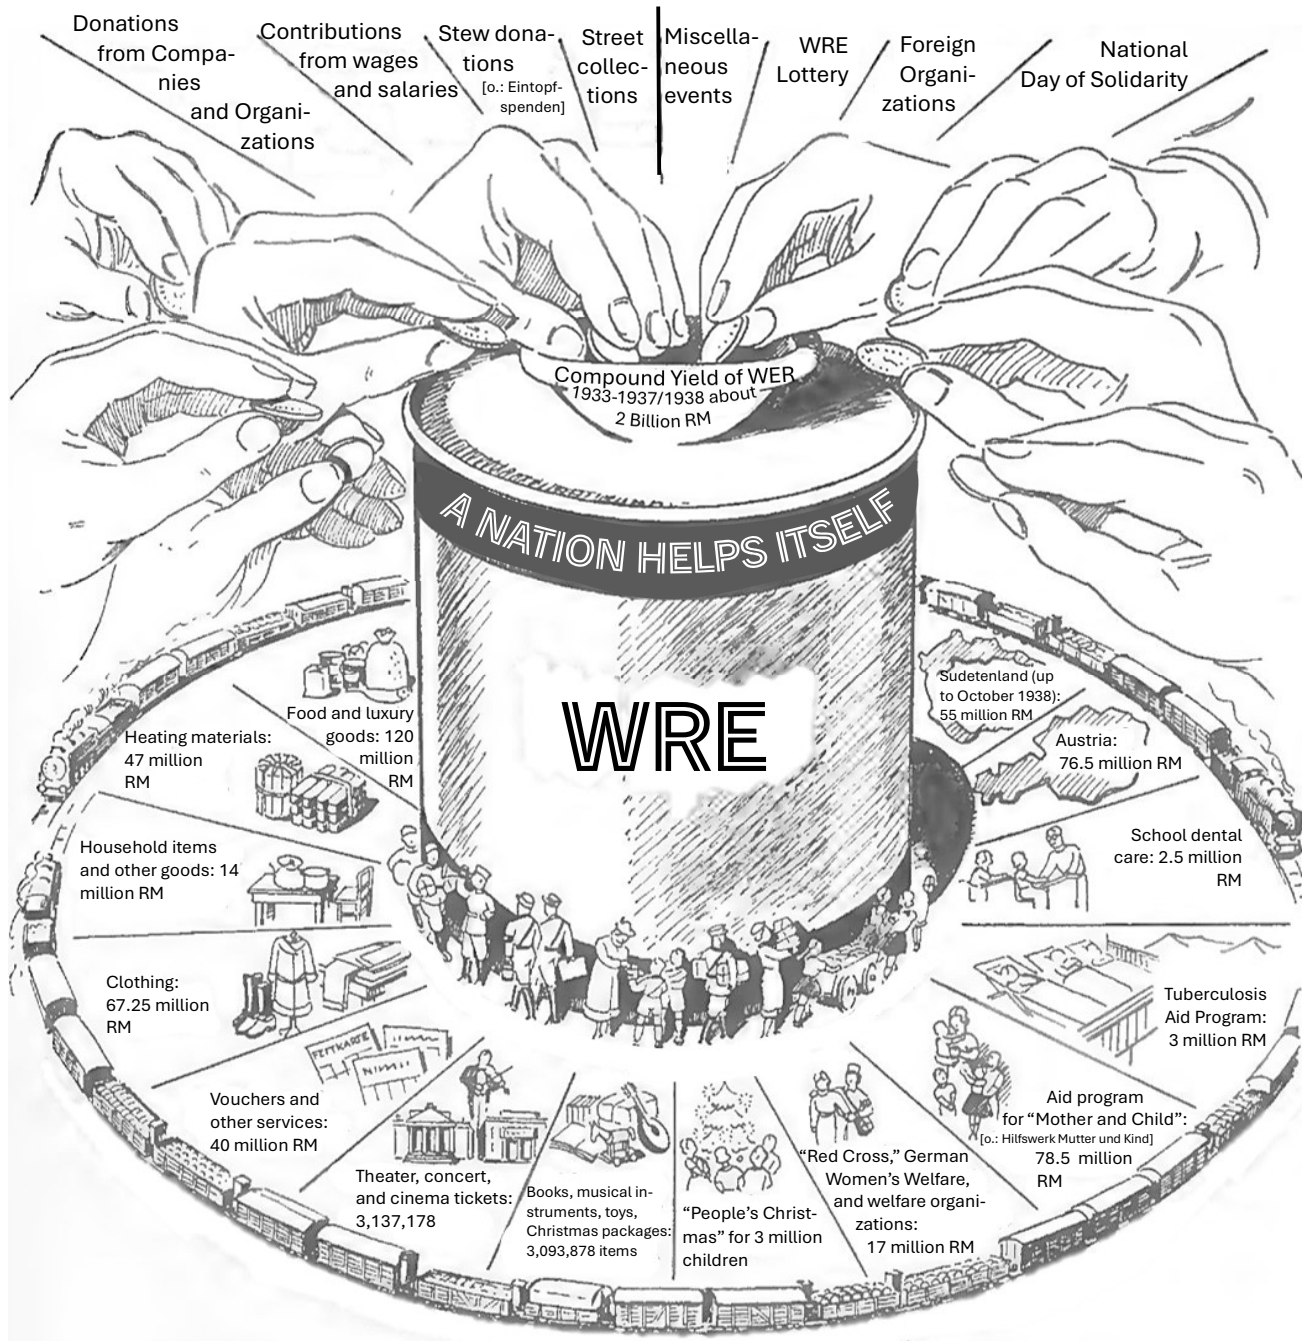 Donations
from Compa-
nies
and Organi-
zations
Contributions
from wages
and salaries
Stew dona-
tions
[o.: Eintopf-
spenden]
Street
collec-
tions
Miscella-
neous
events
WRE
Lottery
Foreign
Organi-
zations
National
Day of Solidarity
Compound Yield of WER
1933-1937/1938 about
2 Billion RM
A NATION HELPS ITSELF
WRE
Food and luxury
goods: 120
million
RM
Heating materials:
47 million
RM
Household items
and other goods: 14
million RM
Clothing:
67.25 million
RM
FETTKARTE
Vouchers and
other services:
40 million RM
Theater, concert,
and cinema tickets:
3,137,178
Books, musical in-
struments, toys,
Christmas packages:
3,093,878 items
“People’s Christ-
mas” for 3 million
children
“Red Cross,” German
Women’s Welfare,
and welfare organi-
zations:
17 million RM
Aid program
for “Mother and Child”:
[o.: Hilfswerk Mutter und Kind]
78.5 million
RM
Tuberculosis
Aid Program:
3 million RM
School dental
care: 2.5 million
RM
Austria:
76.5 million RM
Sudetenland (up
to October 1938):
55 million RM